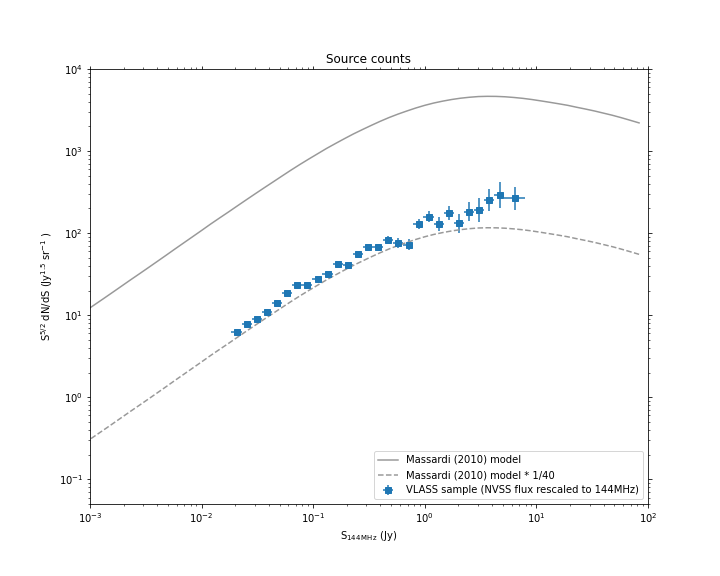 Source counts
S^{5/2} dN/dS (Jy^{1.5} sr^{-1} )
10^4
10^3
10^2
10^1
10^0
10^{-1}
Massardi (2010) model
Massardi (2010) model * 1/40
VLASS sample (NVSS flux rescaled to 144MHz)
10^{-3} 10^{-2} 10^{-1} 10^0 10^1 10^2
S_{144MHz} (Jy)